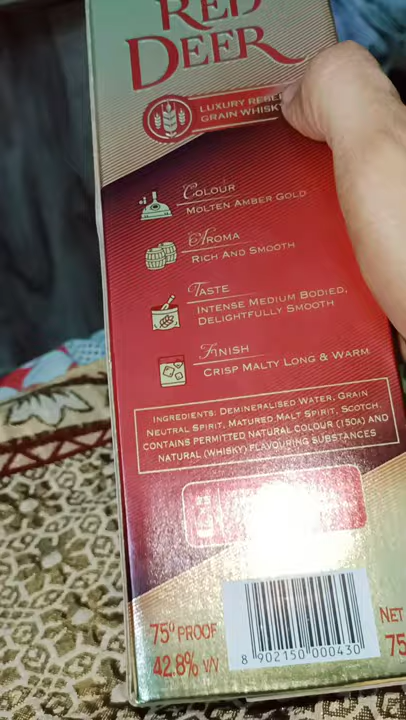 RED
DEER
LUXURY
GRAIN WHISKY
COLOUR
MOLTEN AMBER GOLD
AROMA
RICH AND SMOOTH
TASTE
INTENSE MEDIUM BODIED,
DELIGHTFULLY SMOOTH
FINISH
CRISP MALTY LONG & WARM
INGREDIENTS: DEMINERALISED WATER, GRAIN
NEUTRAL SPIRIT, MATURED MALT SPIRIT, SCOTCH.
CONTAINS PERMITTED NATURAL COLOUR (150A) AND
NATURAL (WHISKY) FLAVOURING SUBSTANCES
75° PROOF
42.8% V/V
NET
75
8 902150 000430